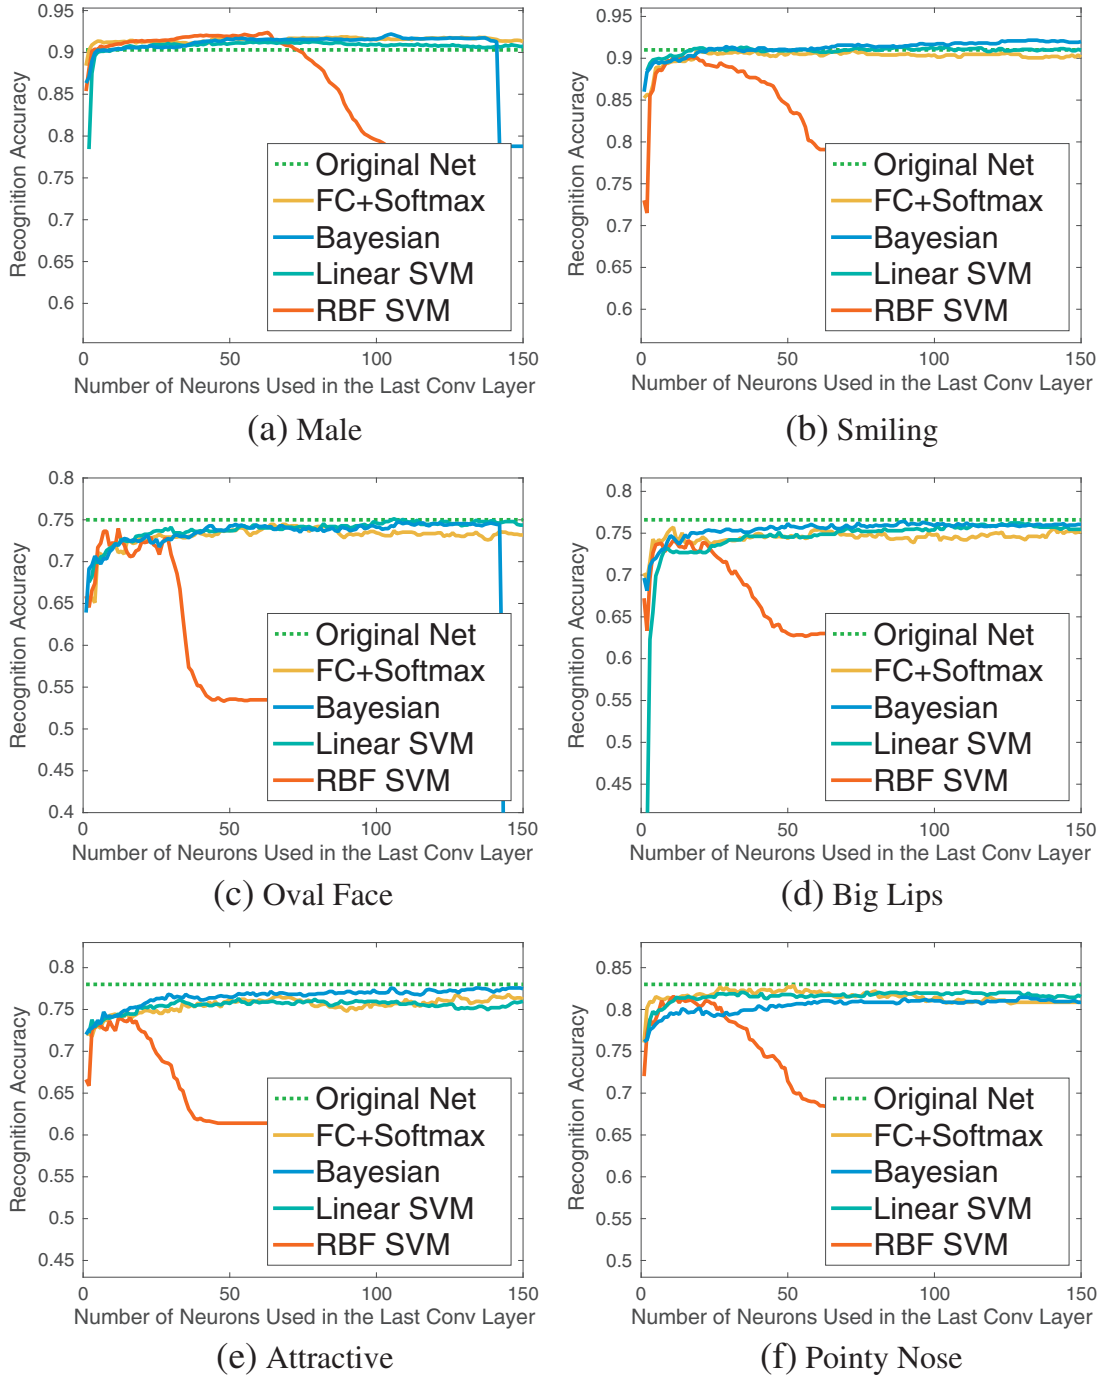 0.95
0.9
0.85
0.8
0.75
0.7
0.65
0.6
Recognition Accuracy
Original Net
FC+Softmax
Bayesian
Linear SVM
RBF SVM
0 50 100 150
Number of Neurons Used in the Last Conv Layer
(a) Male
0.95
0.9
0.85
0.8
0.75
0.7
0.65
0.6
Recognition Accuracy
Original Net
FC+Softmax
Bayesian
Linear SVM
RBF SVM
0 50 100 150
Number of Neurons Used in the Last Conv Layer
(b) Smiling
0.8
0.75
0.7
0.65
0.6
0.55
0.5
0.45
0.4
Recognition Accuracy
Original Net
FC+Softmax
Bayesian
Linear SVM
RBF SVM
0 50 100 150
Number of Neurons Used in the Last Conv Layer
(c) Oval Face
0.8
0.75
0.7
0.65
0.6
0.55
0.5
0.45
Recognition Accuracy
Original Net
FC+Softmax
Bayesian
Linear SVM
RBF SVM
0 50 100 150
Number of Neurons Used in the Last Conv Layer
(d) Big Lips
0.8
0.75
0.7
0.65
0.6
0.55
0.5
0.45
Recognition Accuracy
Original Net
FC+Softmax
Bayesian
Linear SVM
RBF SVM
0 50 100 150
Number of Neurons Used in the Last Conv Layer
(e) Attractive
0.85
0.8
0.75
0.7
0.65
0.6
0.55
0.5
Recognition Accuracy
Original Net
FC+Softmax
Bayesian
Linear SVM
RBF SVM
0 50 100 150
Number of Neurons Used in the Last Conv Layer
(f) Pointy Nose